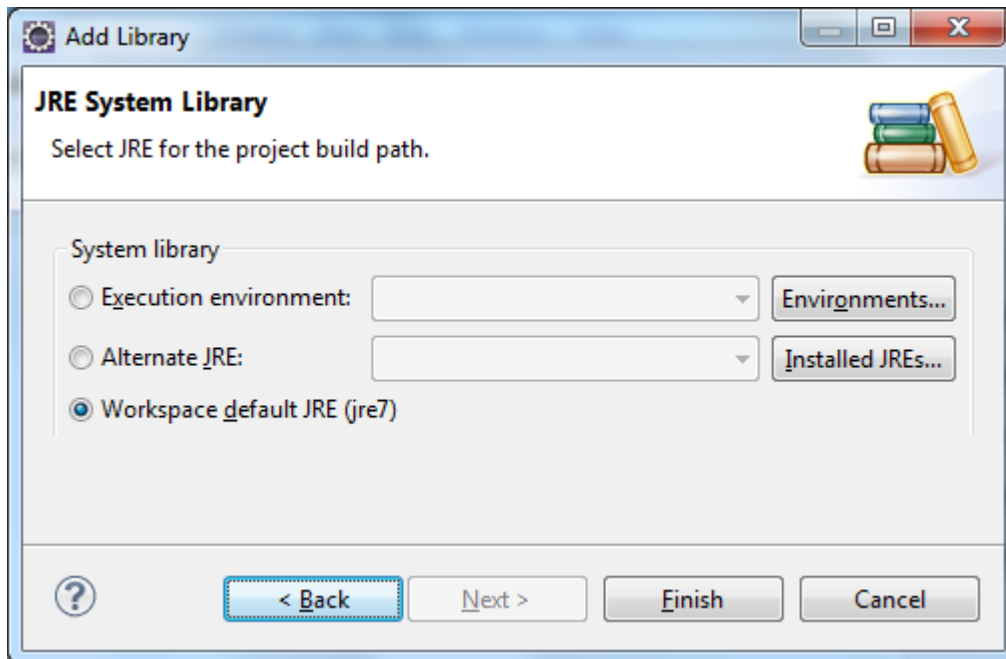 Add Library
JRE System Library
Select JRE for the project build path.
System library
Execution environment:
Environments...
Alternate JRE:
Installed JREs...
Workspace default JRE (jre7)
?
< Back
Next >
Finish
Cancel